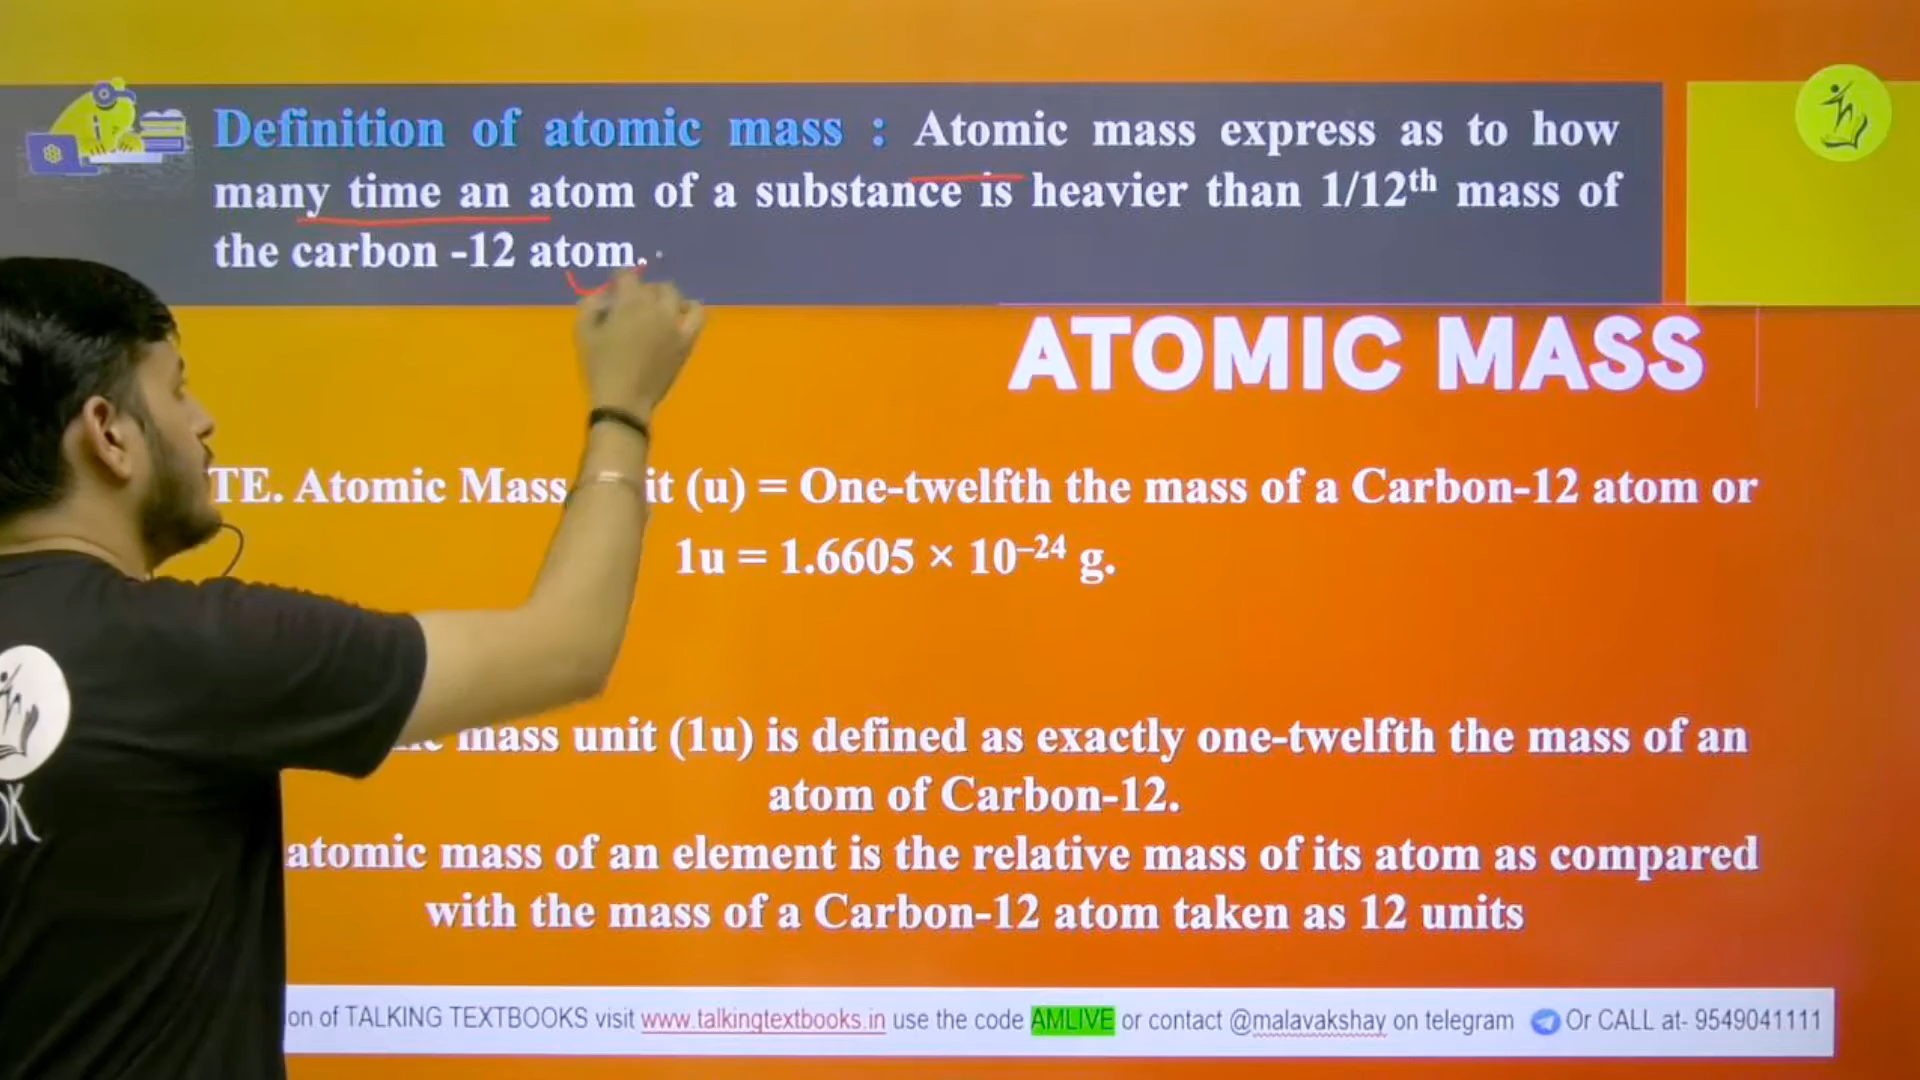 Definition of atomic mass : Atomic mass express as to how
many time an atom of a substance is heavier than 1/12th mass of
the carbon -12 atom.
ATOMIC MASS
TE. Atomic Mass it (u) = One-twelfth the mass of a Carbon-12 atom or
1u = 1.6605 × 10–24 g.
mass unit (1u) is defined as exactly one-twelfth the mass of an
atom of Carbon-12.
atomic mass of an element is the relative mass of its atom as compared
with the mass of a Carbon-12 atom taken as 12 units
on of TALKING TEXTBOOKS visit www.talkingtextbooks.in use the code AMLIVE or contact @malavakshay on telegram Or CALL at- 9549041111
OK